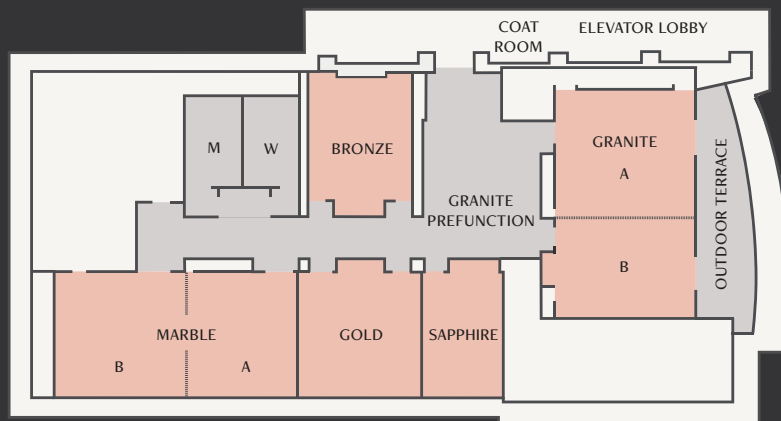 COAT
ROOM
ELEVATOR LOBBY
M
W
BRONZE
GRANITE
A
GRANITE
PREFUNCTION
OUTDOOR TERRACE
B
MARBLE
B
A
GOLD
SAPPHIRE